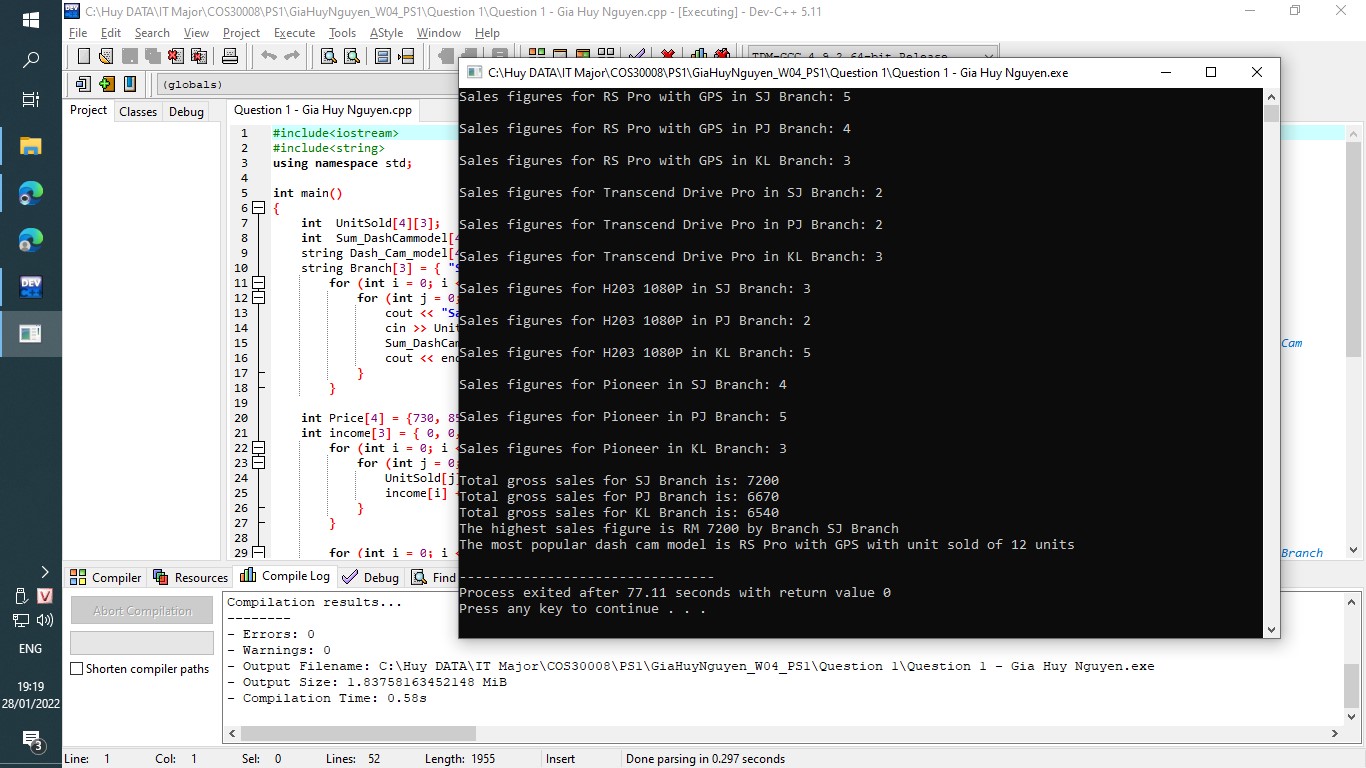 C:\Huy DATA\IT Major\COS30008\PS1\GiaHuyNguyen_W04_PS1\Question 1\Question 1 - Gia Huy Nguyen.cpp - [Executing] - Dev-C++ 5.11
File Edit Search View Project Execute Tools AStyle Window Help
TDM-GCC 4.9.2 64-bit Release
(globals)
Project Classes Debug
Question 1 - Gia Huy Nguyen.cpp
1 #include<iostream>
2 #include<string>
3 using namespace std;
4
5 int main()
6 {
7 int UnitSold[4][3];
8 int Sum_DashCammodel[4
9 string Dash_Cam_model[4
10 string Branch[3] = { "S
11 for (int i = 0; i <
12 for (int j = 0;
13 cout << "Sa
14 cin >> Unit
15 Sum_DashCam
16 cout << end
17 }
18 }
19
20 int Price[4] = {730, 85
21 int income[3] = { 0, 0,
22 for (int i = 0; i <
23 for (int j = 0;
24 UnitSold[j]
25 income[i] +
26 }
27 }
28
29 for (int i = 0; i <
Cam
Branch
C:\Huy DATA\IT Major\COS30008\PS1\GiaHuyNguyen_W04_PS1\Question 1\Question 1 - Gia Huy Nguyen.exe
Sales figures for RS Pro with GPS in SJ Branch: 5
Sales figures for RS Pro with GPS in PJ Branch: 4
Sales figures for RS Pro with GPS in KL Branch: 3
Sales figures for Transcend Drive Pro in SJ Branch: 2
Sales figures for Transcend Drive Pro in PJ Branch: 2
Sales figures for Transcend Drive Pro in KL Branch: 3
Sales figures for H203 1080P in SJ Branch: 3
Sales figures for H203 1080P in PJ Branch: 2
Sales figures for H203 1080P in KL Branch: 5
Sales figures for Pioneer in SJ Branch: 4
Sales figures for Pioneer in PJ Branch: 5
Sales figures for Pioneer in KL Branch: 3
Total gross sales for SJ Branch is: 7200
Total gross sales for PJ Branch is: 6670
Total gross sales for KL Branch is: 6540
The highest sales figure is RM 7200 by Branch SJ Branch
The most popular dash cam model is RS Pro with GPS with unit sold of 12 units
--------------------------------
Process exited after 77.11 seconds with return value 0
Press any key to continue . . .
Compiler Resources Compile Log Debug Find
Abort Compilation
Shorten compiler paths
Compilation results...
--------
- Errors: 0
- Warnings: 0
- Output Filename: C:\Huy DATA\IT Major\COS30008\PS1\GiaHuyNguyen_W04_PS1\Question 1\Question 1 - Gia Huy Nguyen.exe
- Output Size: 1.83758163452148 MiB
- Compilation Time: 0.58s
Line: 1 Col: 1 Sel: 0 Lines: 52 Length: 1955 Insert Done parsing in 0.297 seconds
DEV
V
ENG
19:19
28/01/2022
3